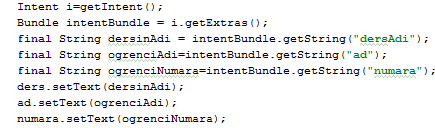 Intent i=getIntent();
Bundle intentBundle = i.getExtras();
final String dersinAdi = intentBundle.getString("dersAdi");
final String ogrenciAdi=intentBundle.getString("ad");
final String ogrenciNumara=intentBundle.getString("numara");
ders.setText(dersinAdi);
ad.setText(ogrenciAdi);
numara.setText(ogrenciNumara);